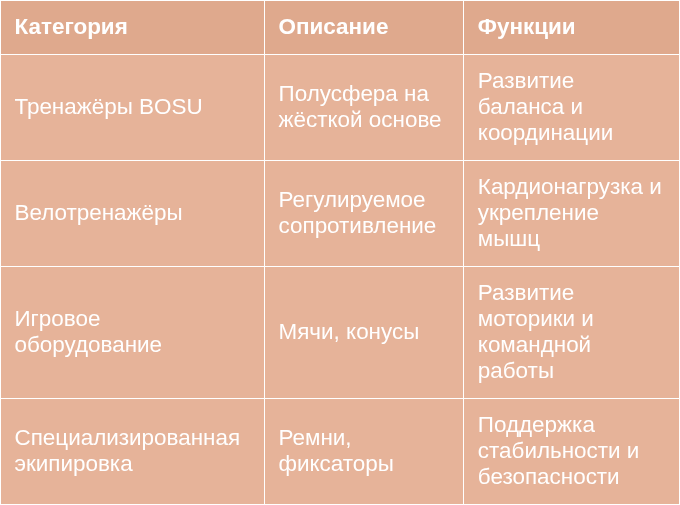 Категория
Описание
Функции
Тренажёры BOSU
Полусфера на
жёсткой основе
Развитие
баланса и
координации
Велотренажёры
Регулируемое
сопротивление
Кардионагрузка и
укрепление
мышц
Игровое
оборудование
Мячи, конусы
Развитие
моторики и
командной
работы
Специализированная
экипировка
Ремни,
фиксаторы
Поддержка
стабильности и
безопасности